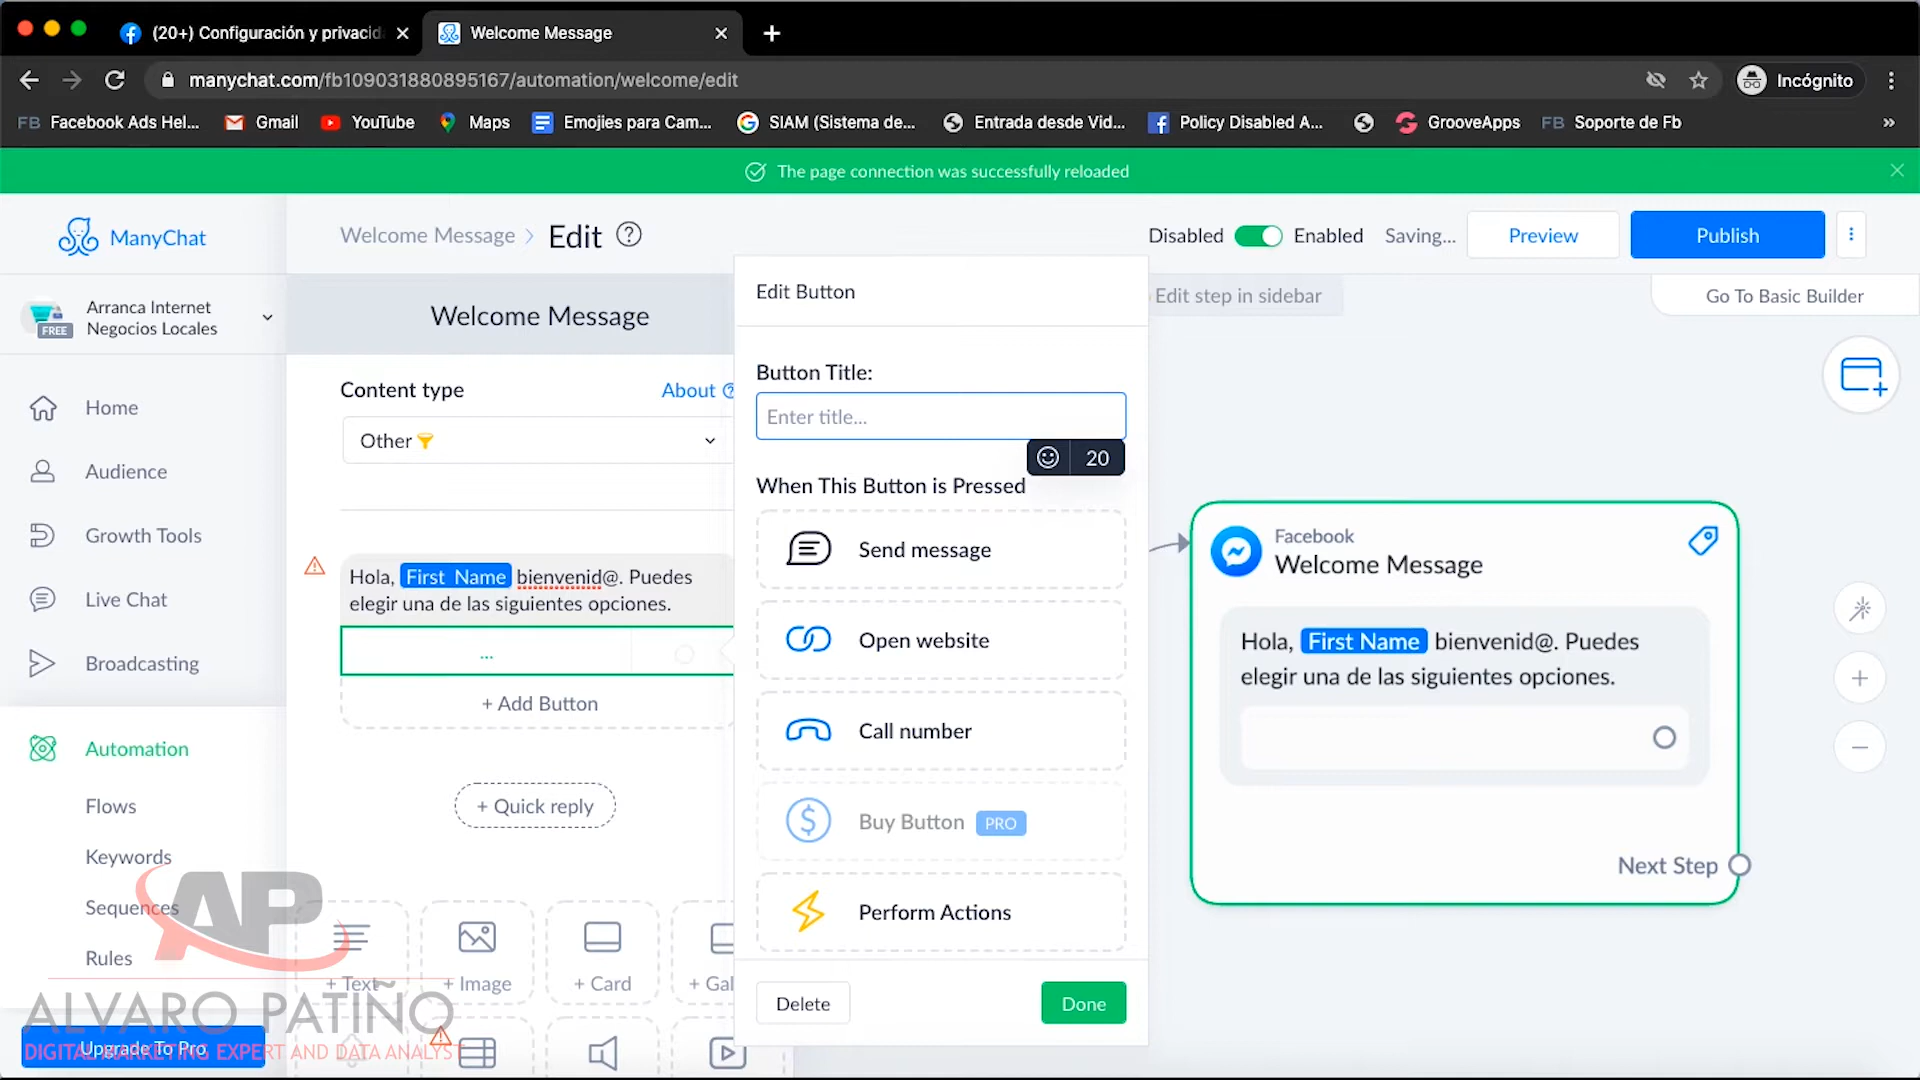 (20+) Configuración y privacid
Welcome Message
manychat.com/fb109031880895167/automation/welcome/edit
Incógnito
FB Facebook Ads Hel...
Gmail
YouTube
Maps
Emojies para Cam...
SIAM (Sistema de...
Entrada desde Vid...
Policy Disabled A...
GrooveApps
FB Soporte de Fb
»
The page connection was successfully reloaded
ManyChat
Welcome Message > Edit
Disabled
Enabled
Saving...
Preview
Publish
Arranca Internet
Negocios Locales
FREE
Welcome Message
Edit step in sidebar
Go To Basic Builder
Home
Audience
Growth Tools
Live Chat
Broadcasting
Automation
Flows
Keywords
Sequences
Rules
Upgrade To Pro
Content type
About
Other
Hola, First Name bienvenid@. Puedes
elegir una de las siguientes opciones.
...
+ Add Button
+ Quick reply
+ Text
+ Image
+ Card
+ Gal
Edit Button
Button Title:
Enter title...
20
When This Button is Pressed
Send message
Open website
Call number
Buy Button PRO
Perform Actions
Delete
Done
Facebook
Welcome Message
Hola, First Name bienvenid@. Puedes
elegir una de las siguientes opciones.
Next Step
AP
ALVARO PATIÑO
DIGITAL MARKETING EXPERT AND DATA ANALYST